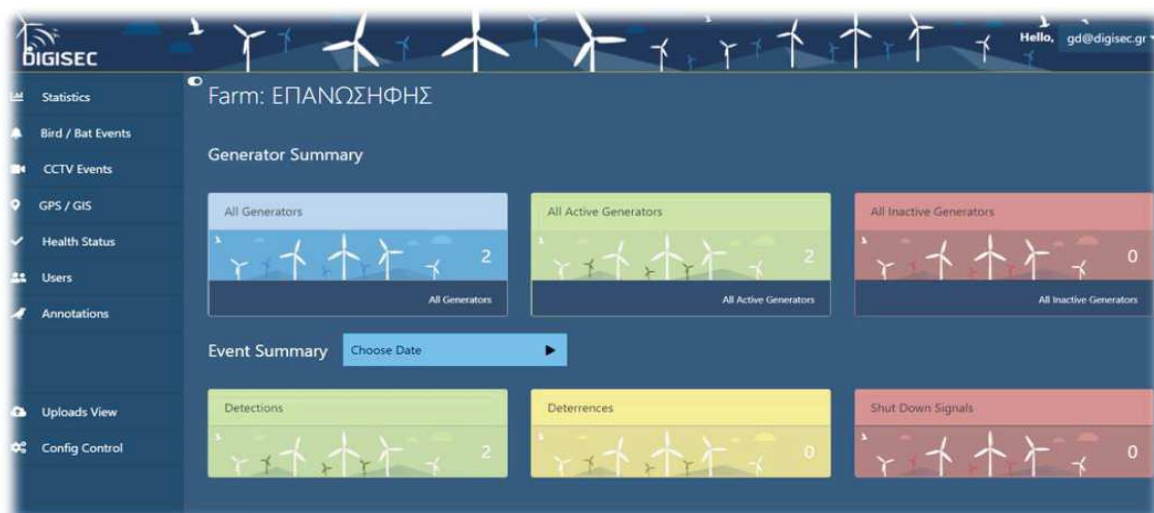 DIGISEC
Hello, gd@digisec.gr
Statistics
Bird / Bat Events
CCTV Events
GPS / GIS
Health Status
Users
Annotations
Uploads View
Config Control
Farm: ΕΠΑΝΩΣΗΦΗΣ
Generator Summary
All Generators
2
All Generators
All Active Generators
2
All Active Generators
All Inactive Generators
0
All Inactive Generators
Event Summary
Choose Date
Detections
2
Deterrences
0
Shut Down Signals
0